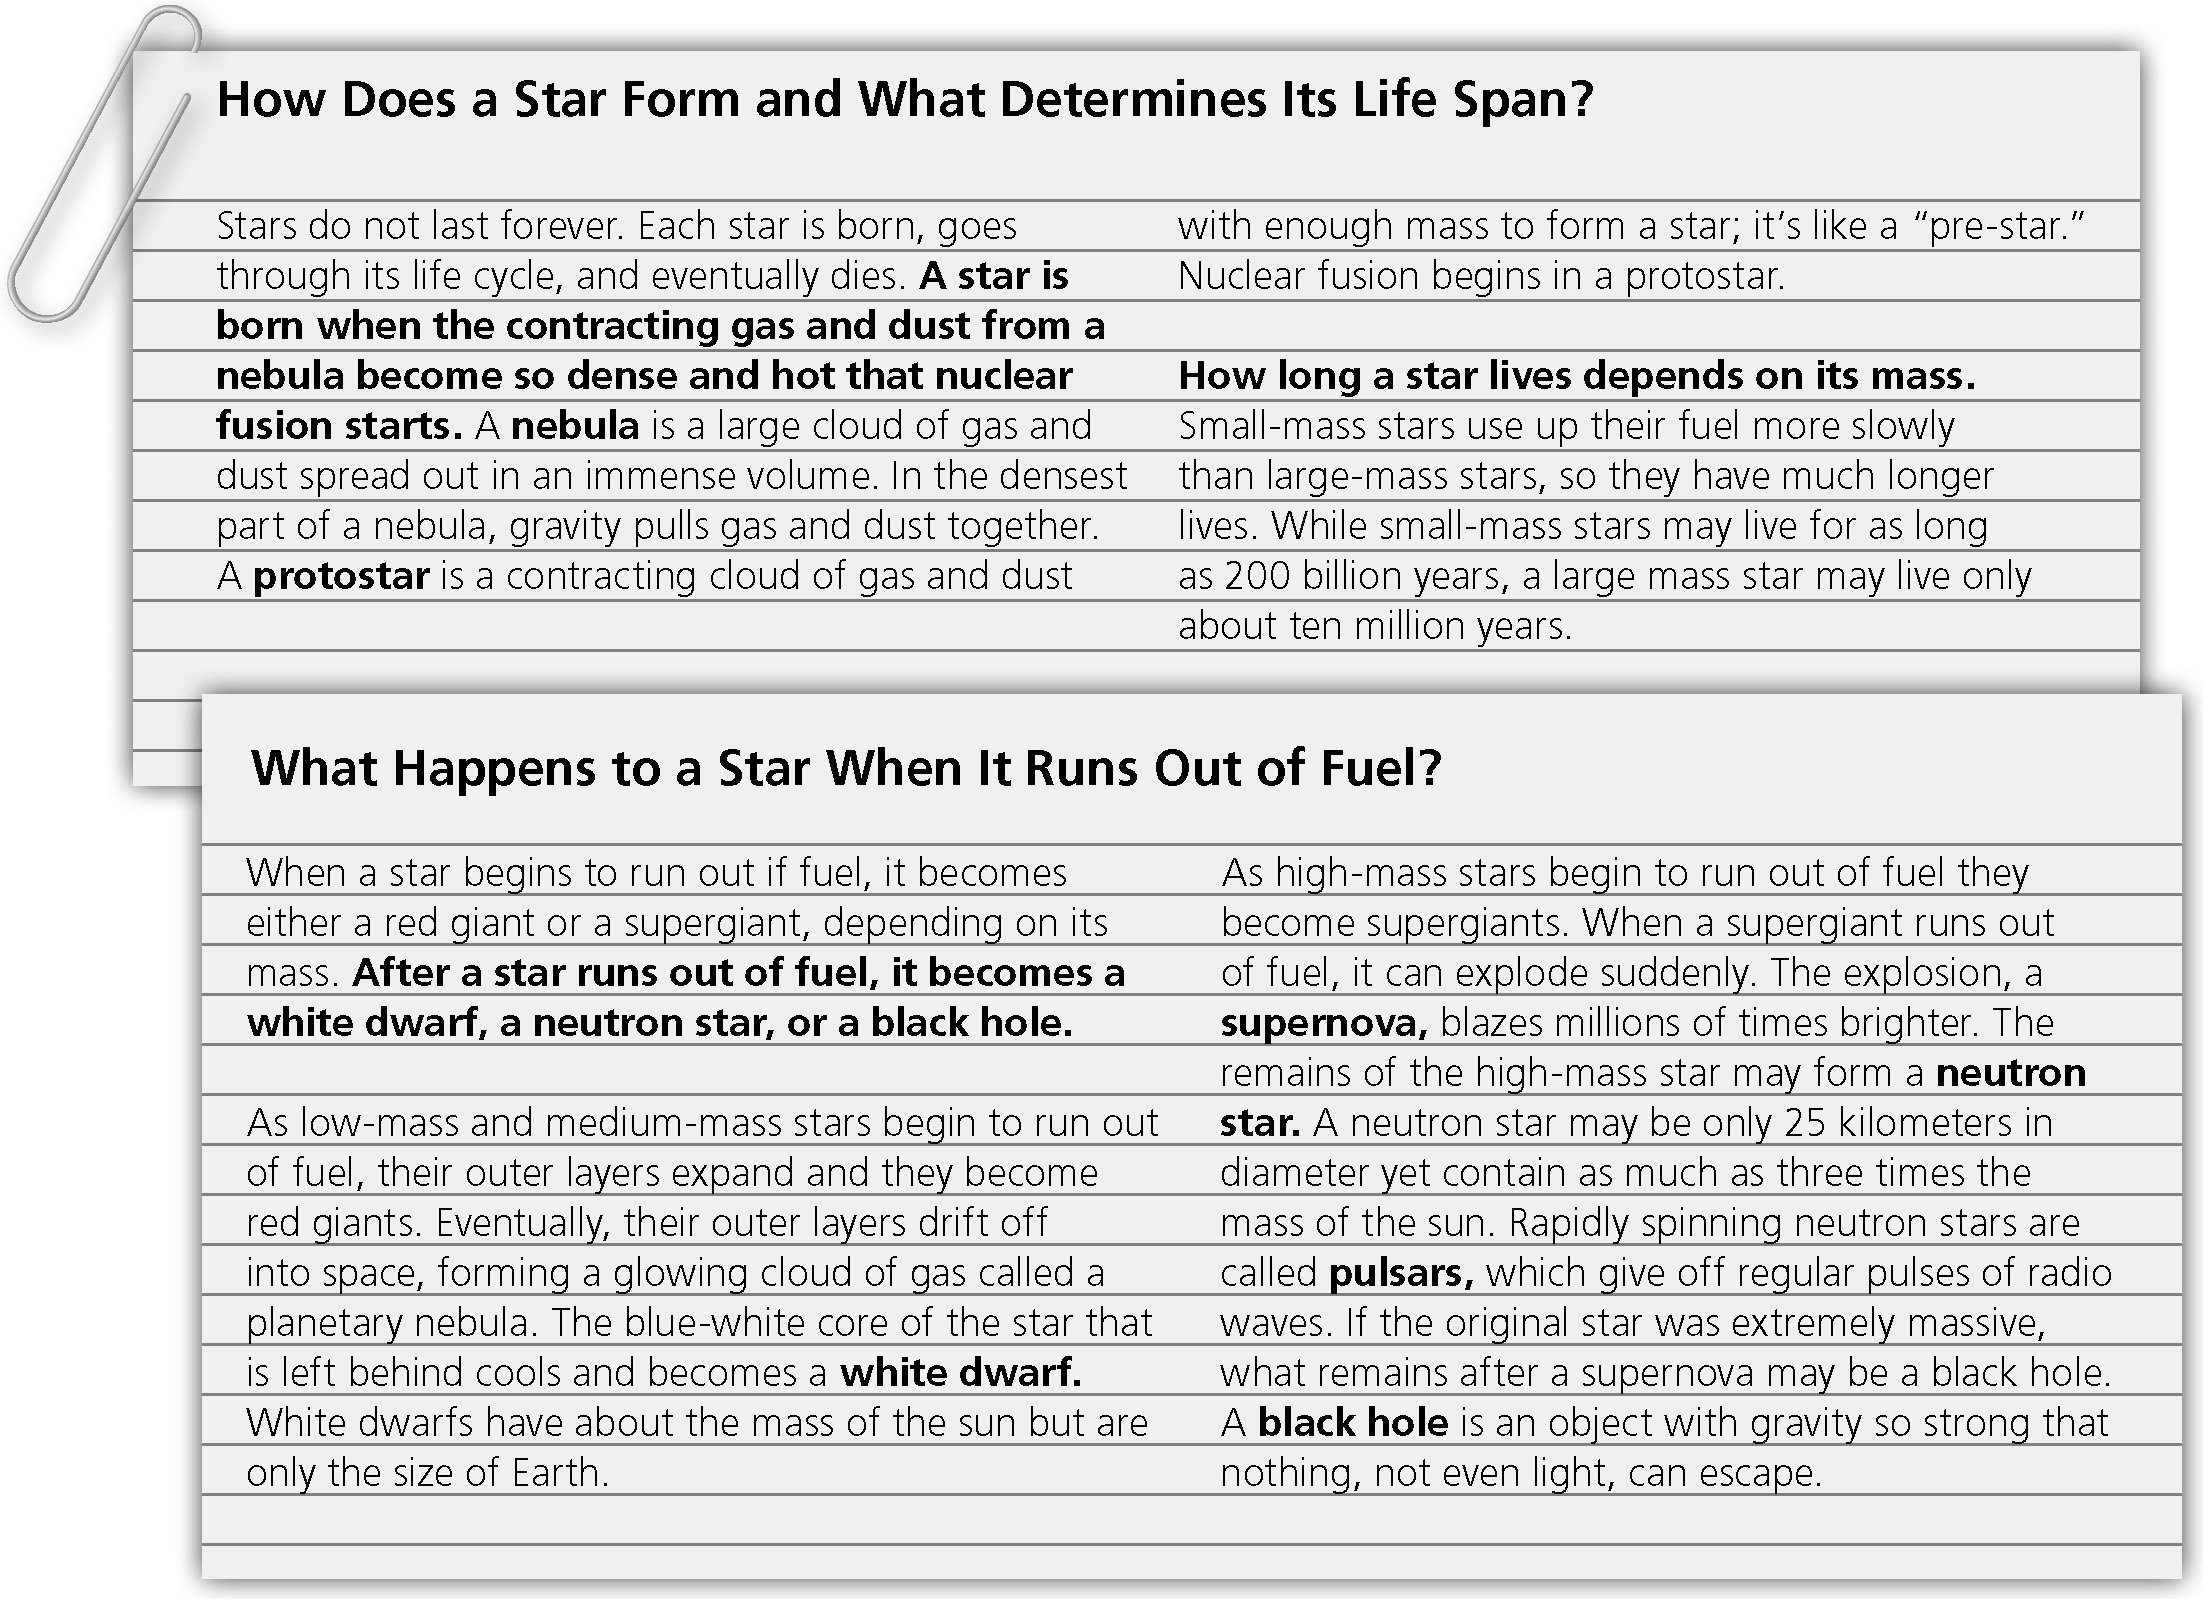 How Does a Star Form and What Determines Its Life Span?
Stars do not last forever. Each star is born, goes
through its life cycle, and eventually dies. A star is
born when the contracting gas and dust from a
nebula become so dense and hot that nuclear
fusion starts. A nebula is a large cloud of gas and
dust spread out in an immense volume. In the densest
part of a nebula, gravity pulls gas and dust together.
A protostar is a contracting cloud of gas and dust
with enough mass to form a star; it’s like a “pre-star.”
Nuclear fusion begins in a protostar.
How long a star lives depends on its mass.
Small-mass stars use up their fuel more slowly
than large-mass stars, so they have much longer
lives. While small-mass stars may live for as long
as 200 billion years, a large mass star may live only
about ten million years.
What Happens to a Star When It Runs Out of Fuel?
When a star begins to run out if fuel, it becomes
either a red giant or a supergiant, depending on its
mass. After a star runs out of fuel, it becomes a
white dwarf, a neutron star, or a black hole.
As low-mass and medium-mass stars begin to run out
of fuel, their outer layers expand and they become
red giants. Eventually, their outer layers drift off
into space, forming a glowing cloud of gas called a
planetary nebula. The blue-white core of the star that
is left behind cools and becomes a white dwarf.
White dwarfs have about the mass of the sun but are
only the size of Earth.
As high-mass stars begin to run out of fuel they
become supergiants. When a supergiant runs out
of fuel, it can explode suddenly. The explosion, a
supernova, blazes millions of times brighter. The
remains of the high-mass star may form a neutron
star. A neutron star may be only 25 kilometers in
diameter yet contain as much as three times the
mass of the sun. Rapidly spinning neutron stars are
called pulsars, which give off regular pulses of radio
waves. If the original star was extremely massive,
what remains after a supernova may be a black hole.
A black hole is an object with gravity so strong that
nothing, not even light, can escape.